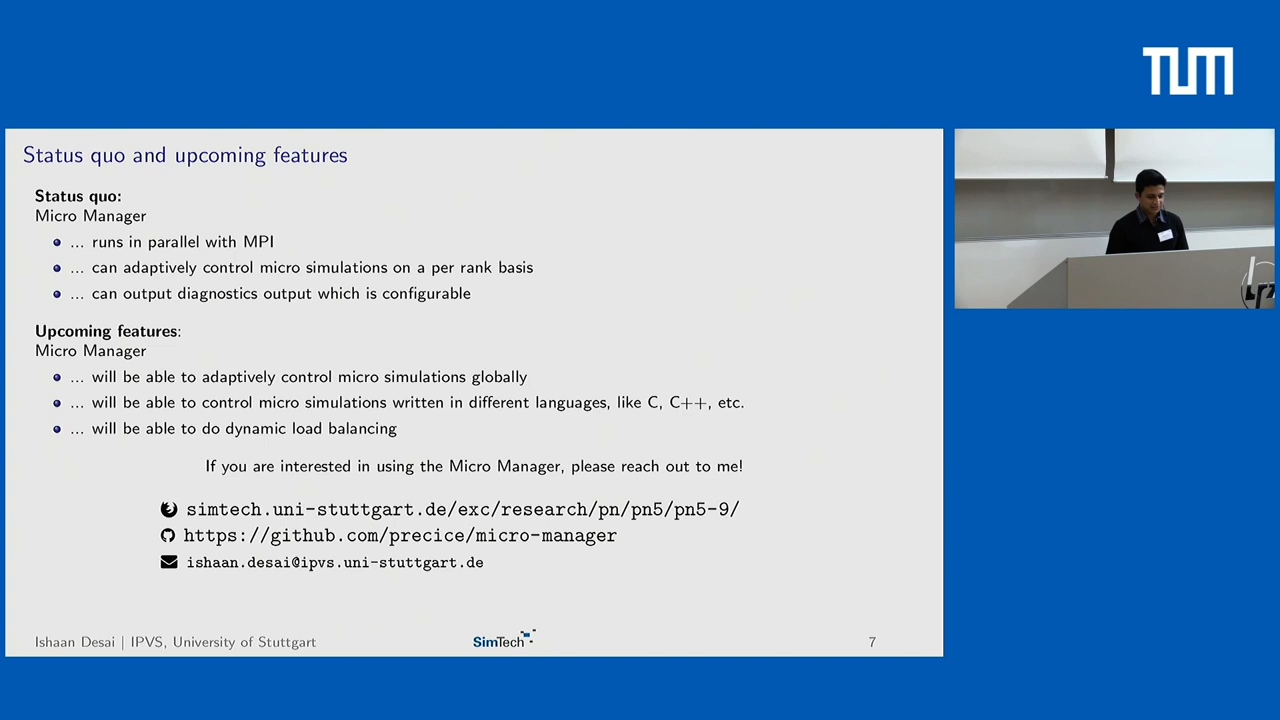 TUM
Status quo and upcoming features
Status quo:
Micro Manager
... runs in parallel with MPI
... can adaptively control micro simulations on a per rank basis
... can output diagnostics output which is configurable
Upcoming features:
Micro Manager
... will be able to adaptively control micro simulations globally
... will be able to control micro simulations written in different languages, like C, C++, etc.
... will be able to do dynamic load balancing
If you are interested in using the Micro Manager, please reach out to me!
simtech.uni-stuttgart.de/exc/research/pn/pn5/pn5-9/
https://github.com/precice/micro-manager
ishaan.desai@ipvs.uni-stuttgart.de
Ishaan Desai | IPVS, University of Stuttgart
SimTech
7